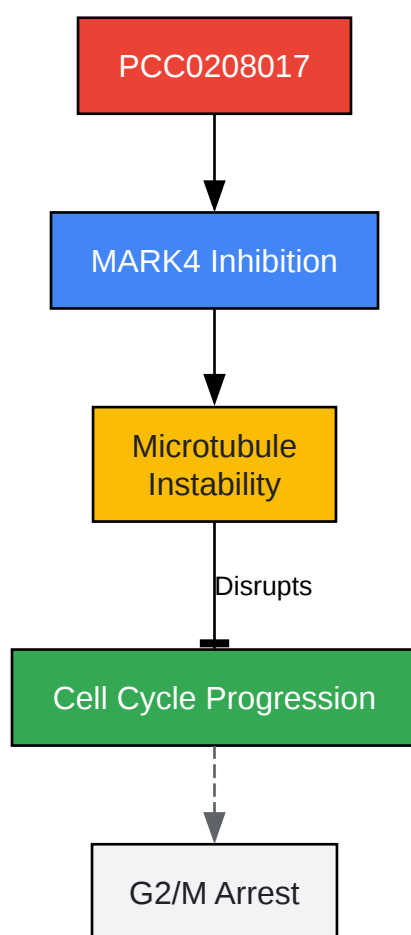 PCC0208017
MARK4 Inhibition
Microtubule
Instability
Disrupts
Cell Cycle Progression
G2/M Arrest